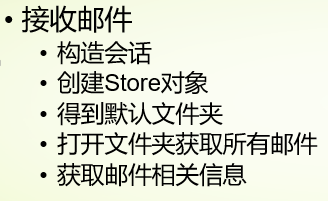 • 接收邮件
• 构造会话
• 创建Store对象
• 得到默认文件夹
• 打开文件夹获取所有邮件
• 获取邮件相关信息